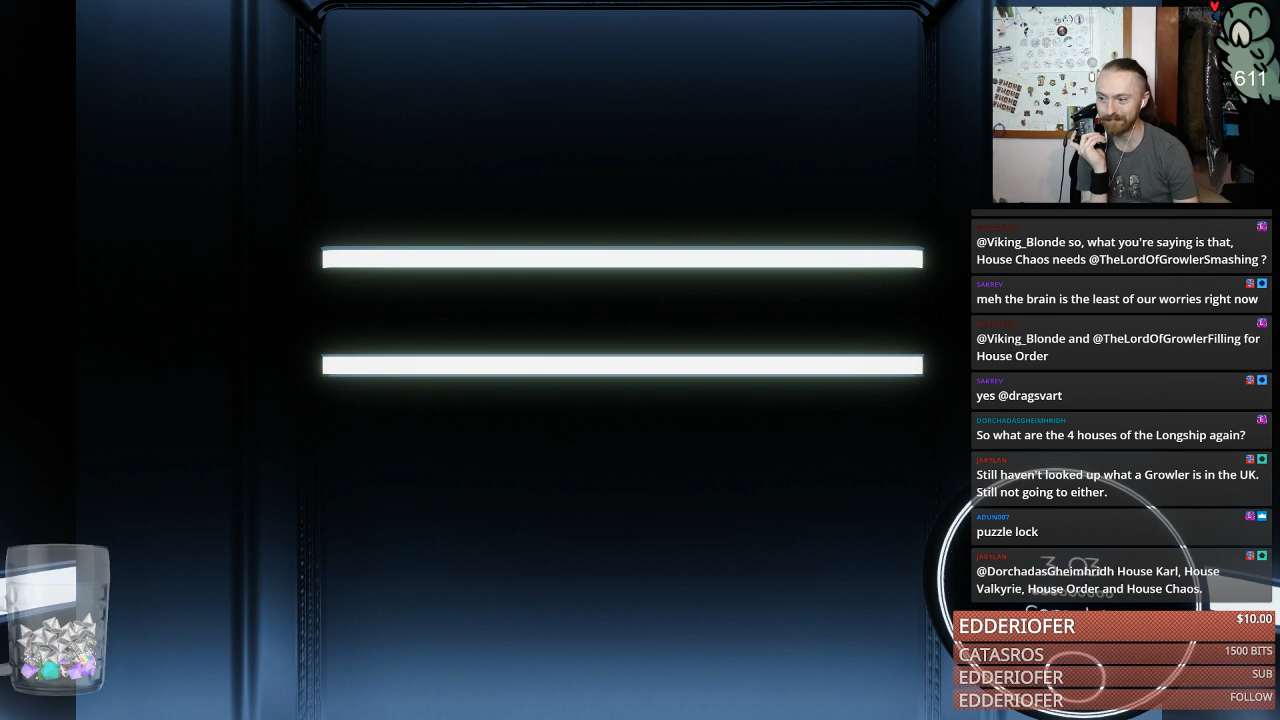 611
@Viking_Blonde so, what you're saying is that,
House Chaos needs @TheLordOfGrowlerSmashing ?
SAKREV
meh the brain is the least of our worries right now
@Viking_Blonde and @TheLordOfGrowlerFilling for
House Order
SAKREV
yes @dragsvart
DORCHADASGHEIMHRIDH
So what are the 4 houses of the Longship again?
JARYLAN
Still haven't looked up what a Growler is in the UK.
Still not going to either.
ADUN007
puzzle lock
JARYLAN
@DorchadasGheimhridh House Karl, House
Valkyrie, House Order and House Chaos.
EDDERIOFER $10.00
CATASROS 1500 BITS
EDDERIOFER SUB
EDDERIOFER FOLLOW